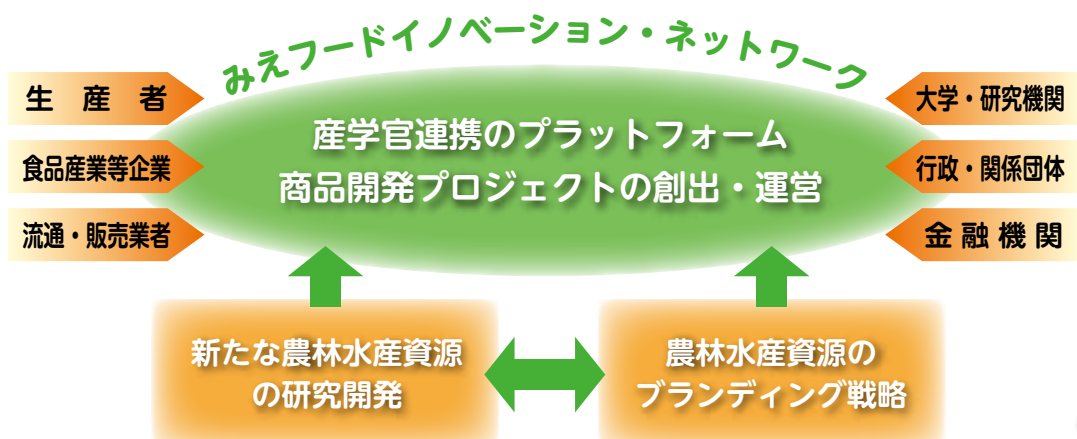 みえフードイノベーション・ネットワーク
生産者
食品産業等企業
流通・販売業者
産学官連携のプラットフォーム
商品開発プロジェクトの創出・運営
大学・研究機関
行政・関係団体
金融機関
新たな農林水産資源
の研究開発
農林水産資源の
ブランディング戦略